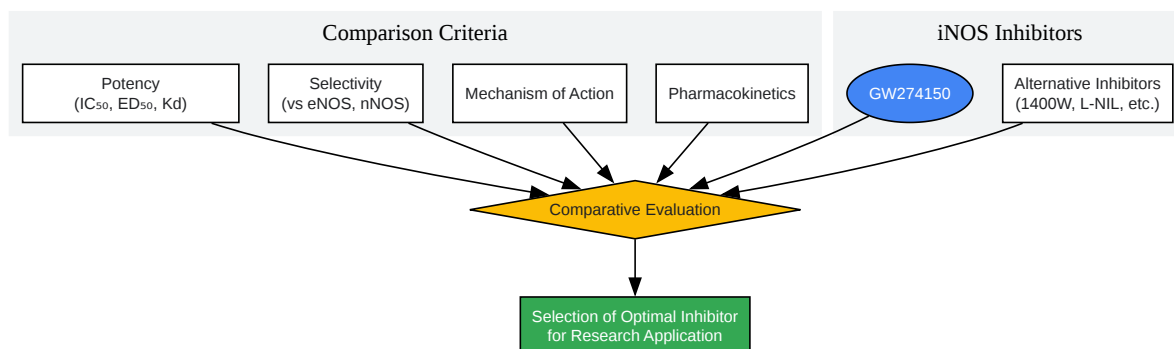 Comparison Criteria
iNOS Inhibitors
Potency
(IC₅₀, ED₅₀, Kd)
Selectivity
(vs eNOS, nNOS)
Mechanism of Action
Pharmacokinetics
GW274150
Alternative Inhibitors
(1400W, L-NIL, etc.)
Comparative Evaluation
Selection of Optimal Inhibitor
for Research Application